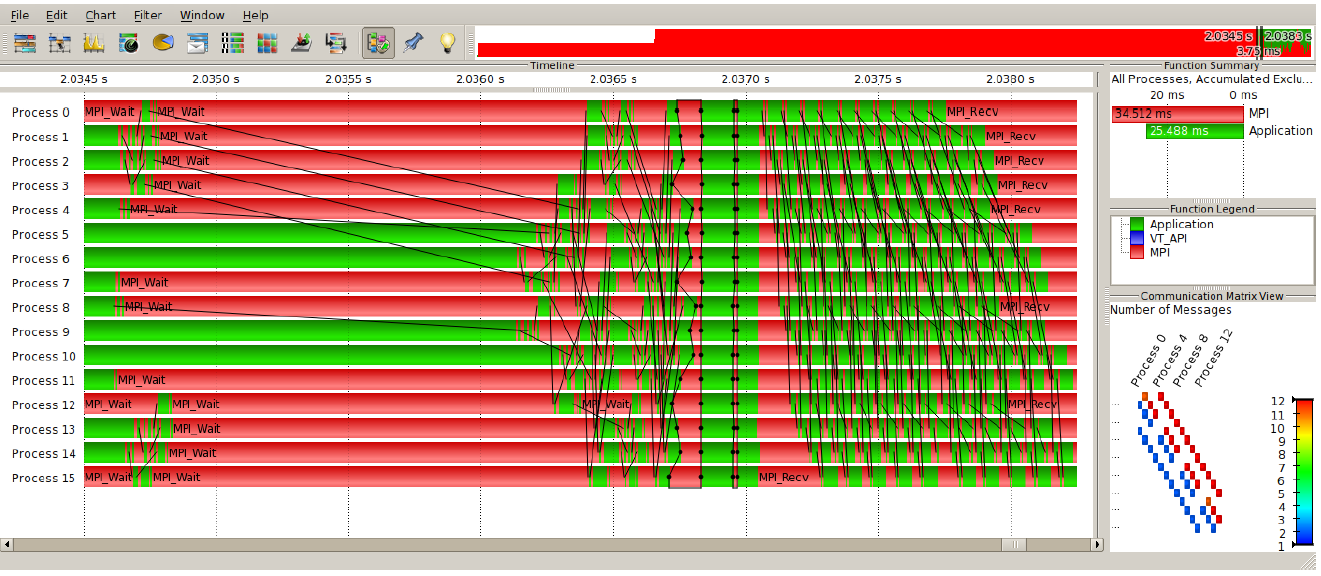 File Edit Chart Filter Window Help
2.0345 s 2.0383 s
3.75 ms
Timeline
2.0345 s 2.0350 s 2.0355 s 2.0360 s 2.0365 s 2.0370 s 2.0375 s 2.0380 s
Process 0 MPI_Wait MPI_Wait MPI_Recv
Process 1 MPI_Wait MPI_Recv
Process 2 MPI_Wait MPI_Recv
Process 3 MPI_Wait MPI_Recv
Process 4 MPI_Wait MPI_Recv
Process 5
Process 6
Process 7 MPI_Wait
Process 8 MPI_Wait MPI_Recv
Process 9
Process 10
Process 11 MPI_Wait
Process 12 MPI_Wait MPI_Wait MPI_Wait MPI_Recv
Process 13 MPI_Wait
Process 14 MPI_Wait
Process 15 MPI_Wait MPI_Wait MPI_Recv
Function Summary
All Processes, Accumulated Exclu...
20 ms 0 ms
34.512 ms MPI
25.488 ms Application
Function Legend
Application
VT_API
MPI
Communication Matrix View
Number of Messages
Process 0
Process 4
Process 8
Process 12
...
...
...
...
12
11
10
9
8
7
6
5
4
3
2
1